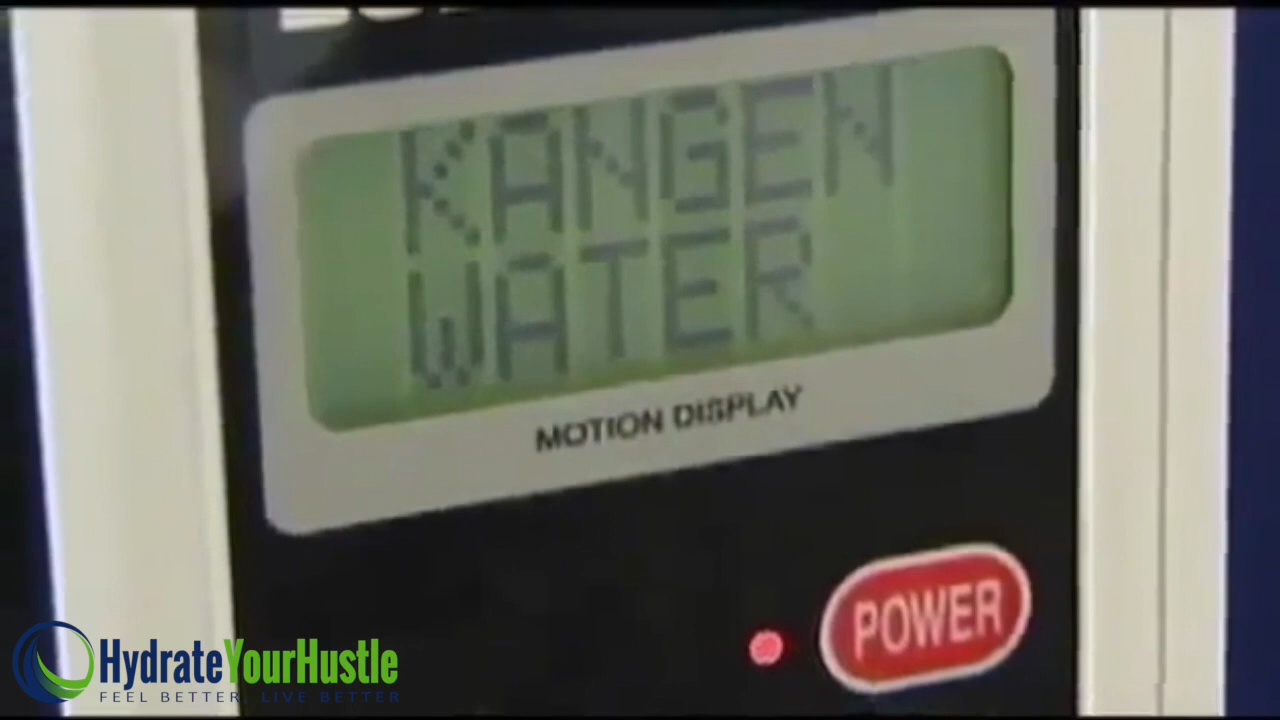 KANGEN
WATER
MOTION DISPLAY
POWER
HydrateYourHustle
FEEL BETTER. LIVE BETTER